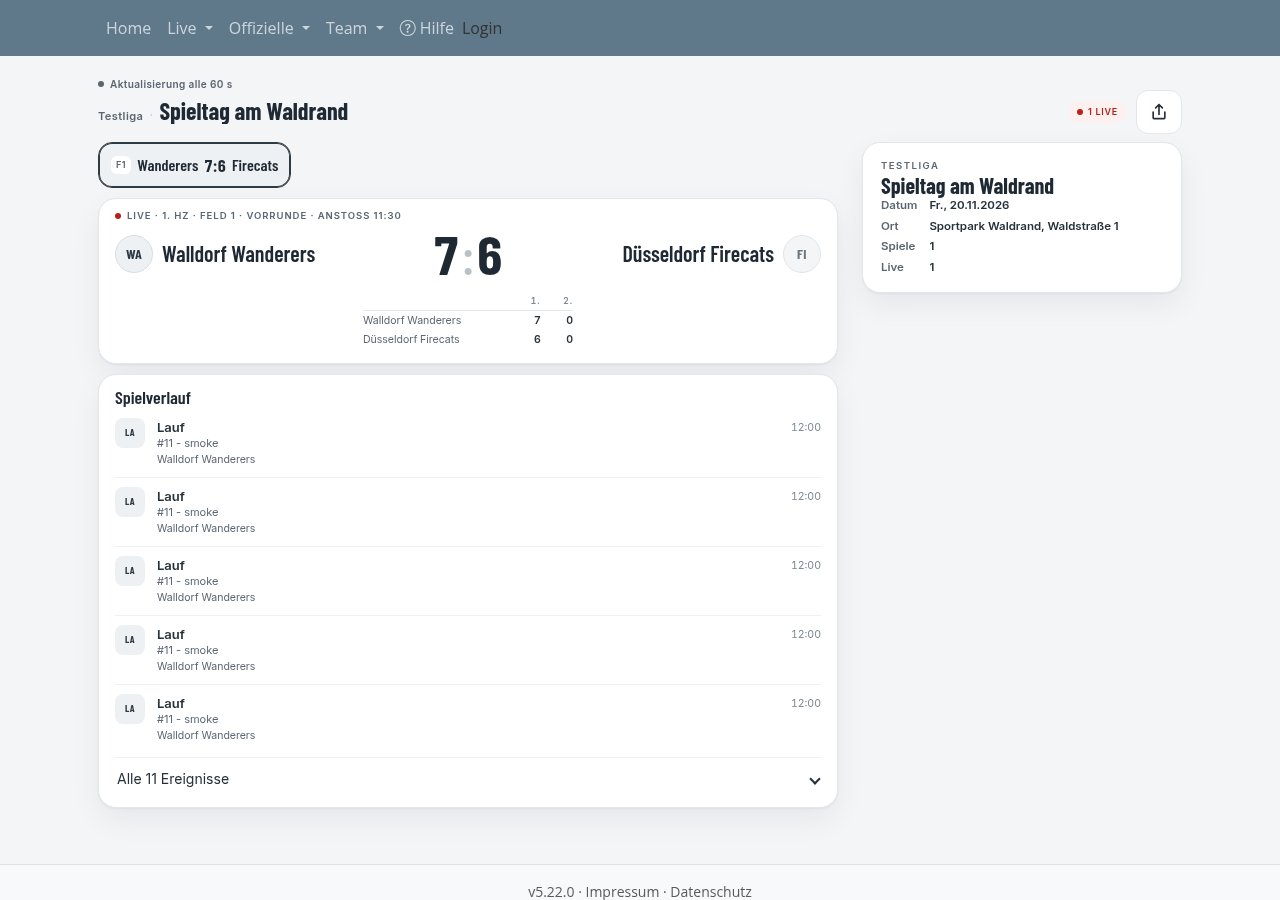 Home Live Offizielle Team Hilfe Login
Aktualisierung alle 60 s
Testliga · Spieltag am Waldrand
1 LIVE
F1 Wanderers 7:6 Firecats
LIVE · 1. HZ · FELD 1 · VORRUNDE · ANSTOSS 11:30
WA Walldorf Wanderers 7:6 Düsseldorf Firecats FI
1. 2.
Walldorf Wanderers 7 0
Düsseldorf Firecats 6 0
Spielverlauf
LA Lauf 12:00
#11 - smoke
Walldorf Wanderers
LA Lauf 12:00
#11 - smoke
Walldorf Wanderers
LA Lauf 12:00
#11 - smoke
Walldorf Wanderers
LA Lauf 12:00
#11 - smoke
Walldorf Wanderers
LA Lauf 12:00
#11 - smoke
Walldorf Wanderers
Alle 11 Ereignisse
TESTLIGA
Spieltag am Waldrand
Datum Fr., 20.11.2026
Ort Sportpark Waldrand, Waldstraße 1
Spiele 1
Live 1
v5.22.0 · Impressum · Datenschutz